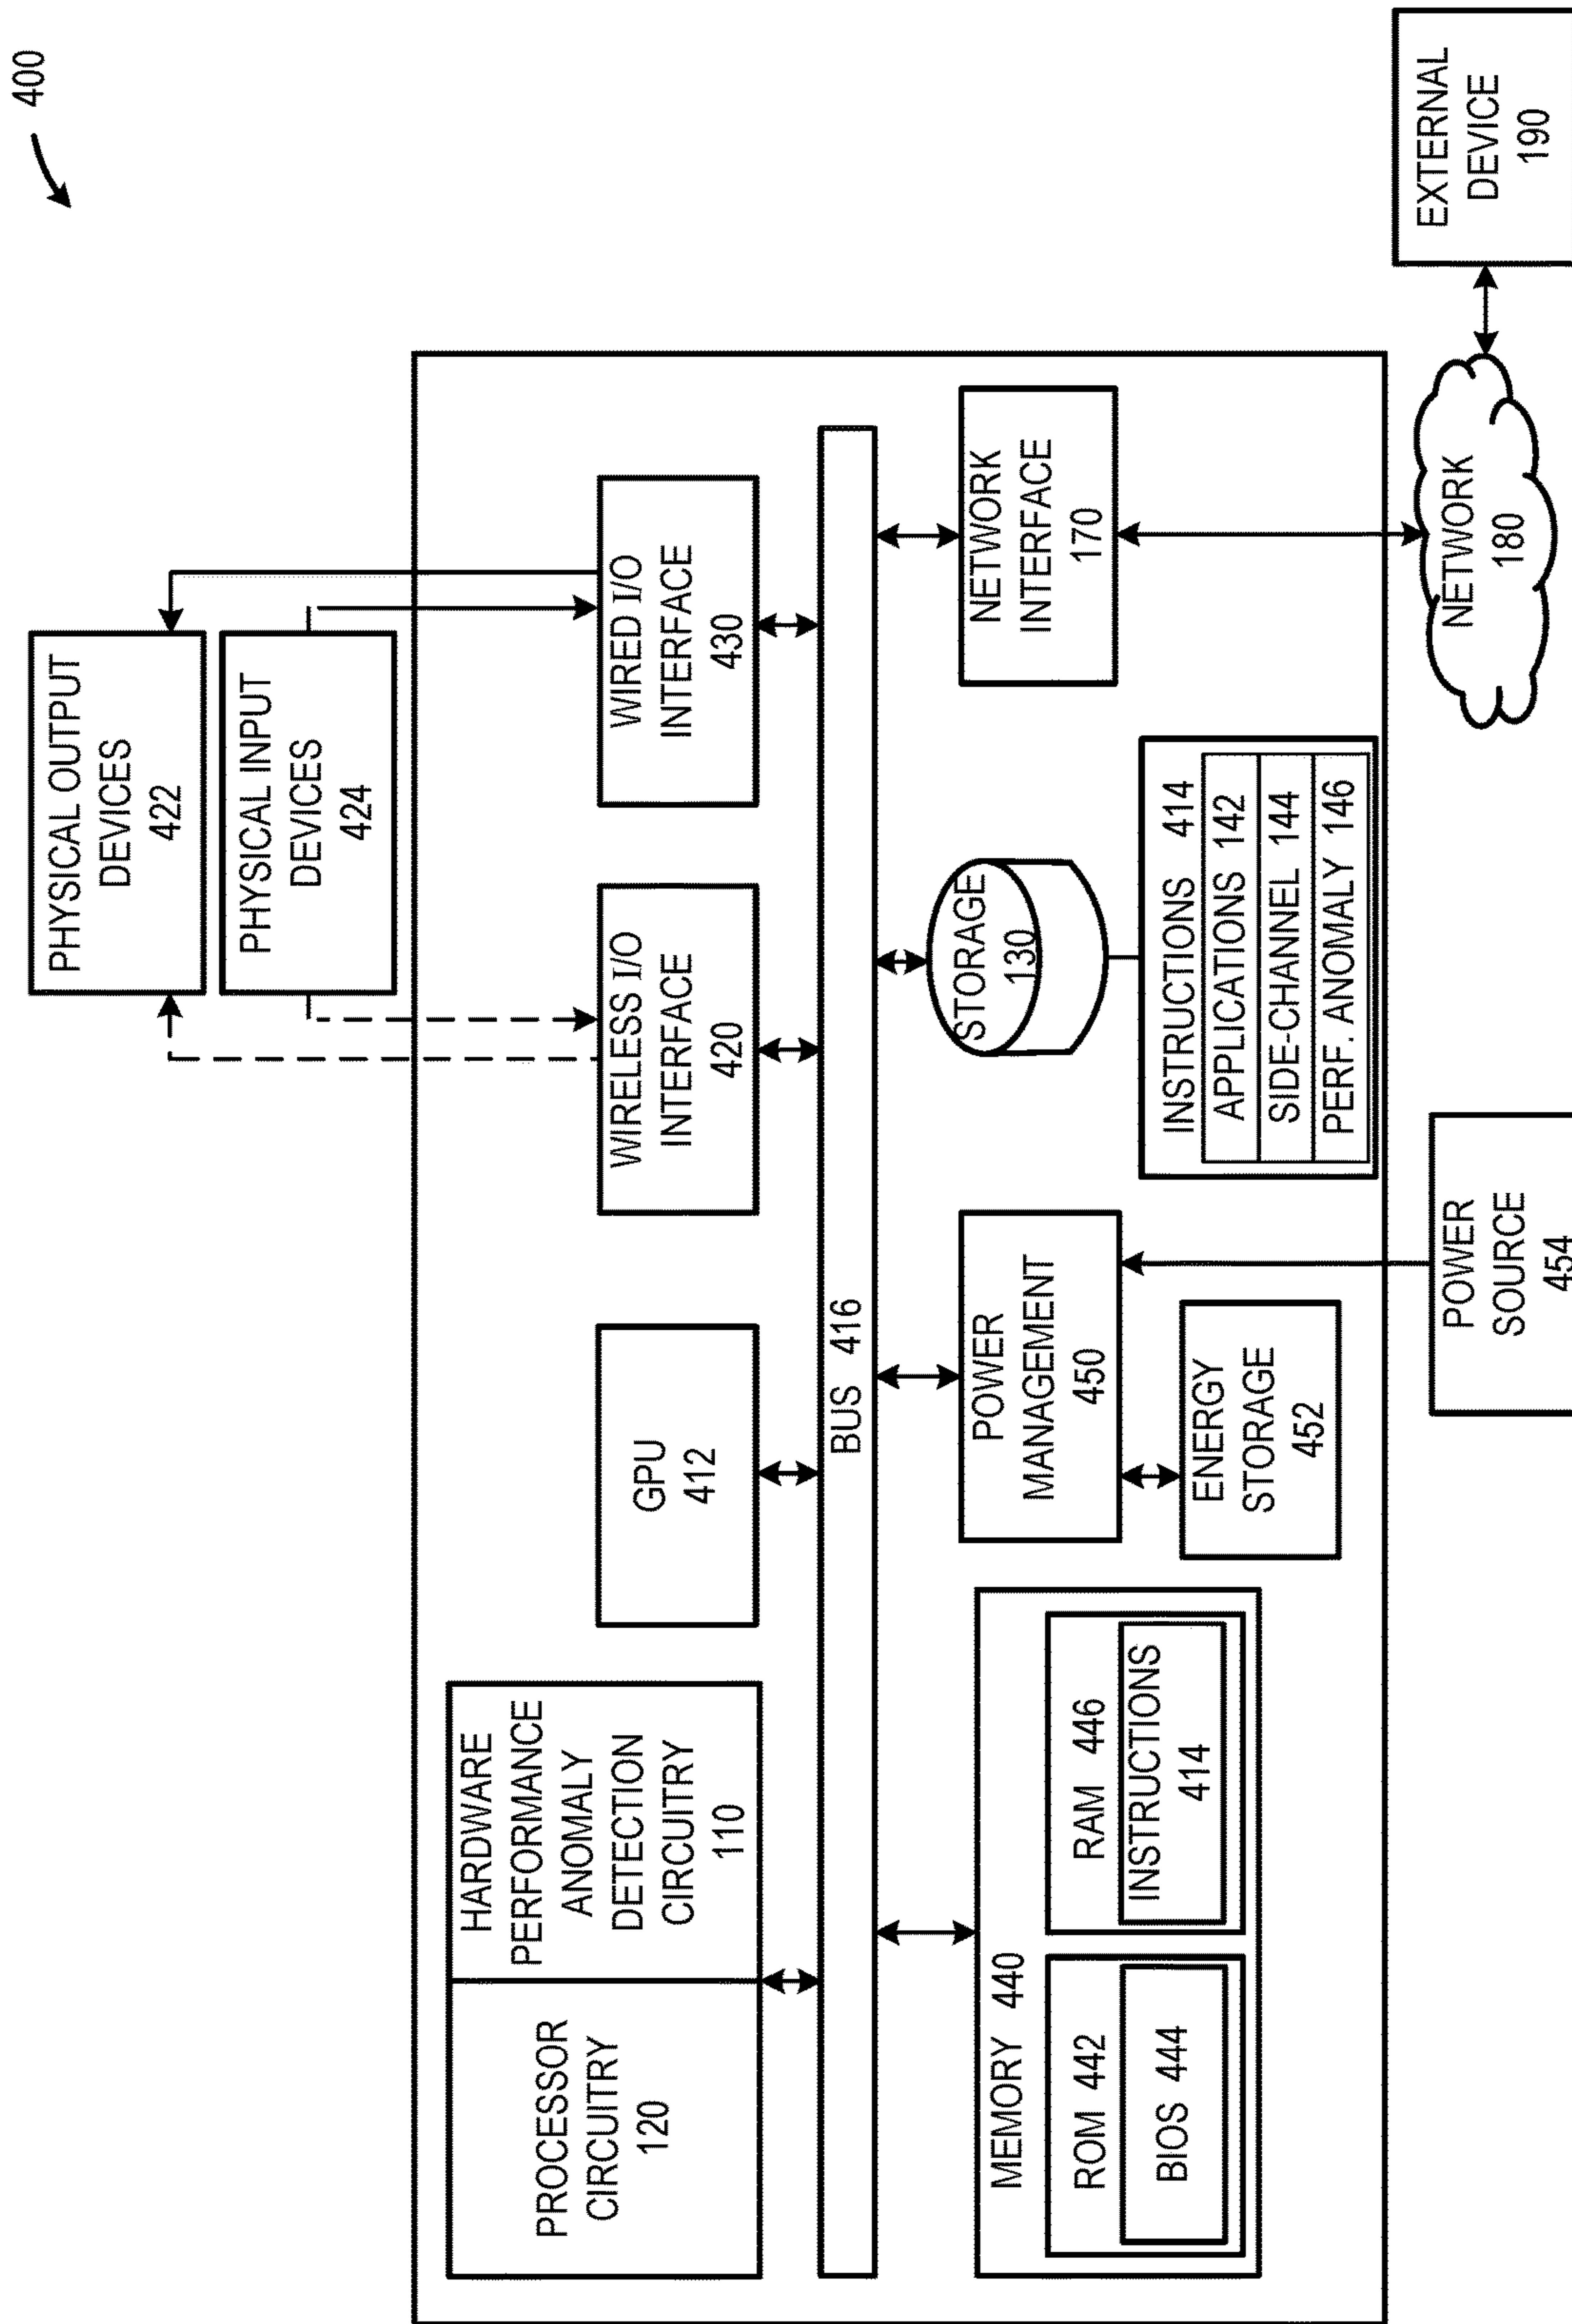 400
PHYSICAL OUTPUT
DEVICES
422
PHYSICAL INPUT
DEVICES
424
HARDWARE
PERFORMANCE
ANOMALY
DETECTION
CIRCUITRY
110
PROCESSOR
CIRCUITRY
120
GPU
412
WIRELESS I/O
INTERFACE
420
WIRED I/O
INTERFACE
430
BUS 416
MEMORY 440
ROM 442
BIOS 444
RAM 446
INSTRUCTIONS
414
POWER
MANAGEMENT
450
ENERGY
STORAGE
452
STORAGE
130
INSTRUCTIONS 414
APPLICATIONS 142
SIDE-CHANNEL 144
PERF. ANOMALY 146
NETWORK
INTERFACE
170
POWER
SOURCE
454
NETWORK
180
EXTERNAL
DEVICE
190